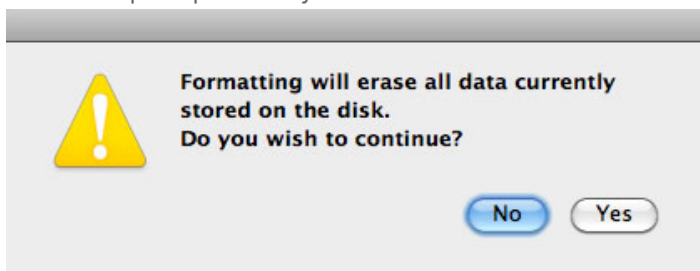 Formatting will erase all data currently
stored on the disk.
Do you wish to continue?
No Yes